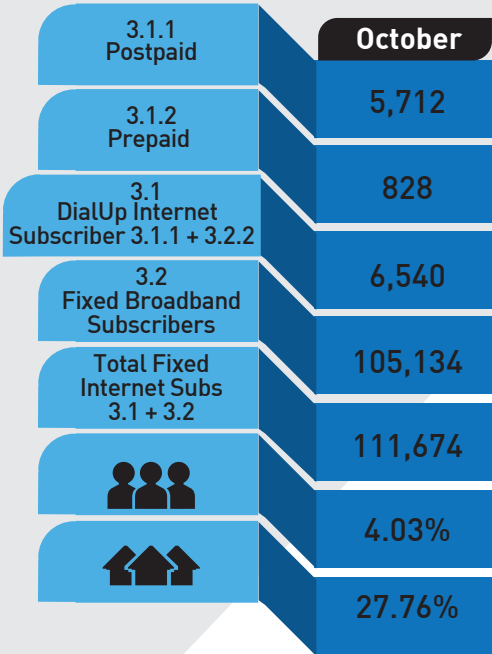 October
3.1.1
Postpaid
5,712
3.1.2
Prepaid
828
3.1
DialUp Internet
Subscriber 3.1.1 + 3.2.2
6,540
3.2
Fixed Broadband
Subscribers
105,134
Total Fixed
Internet Subs
3.1 + 3.2
111,674
4.03%
27.76%